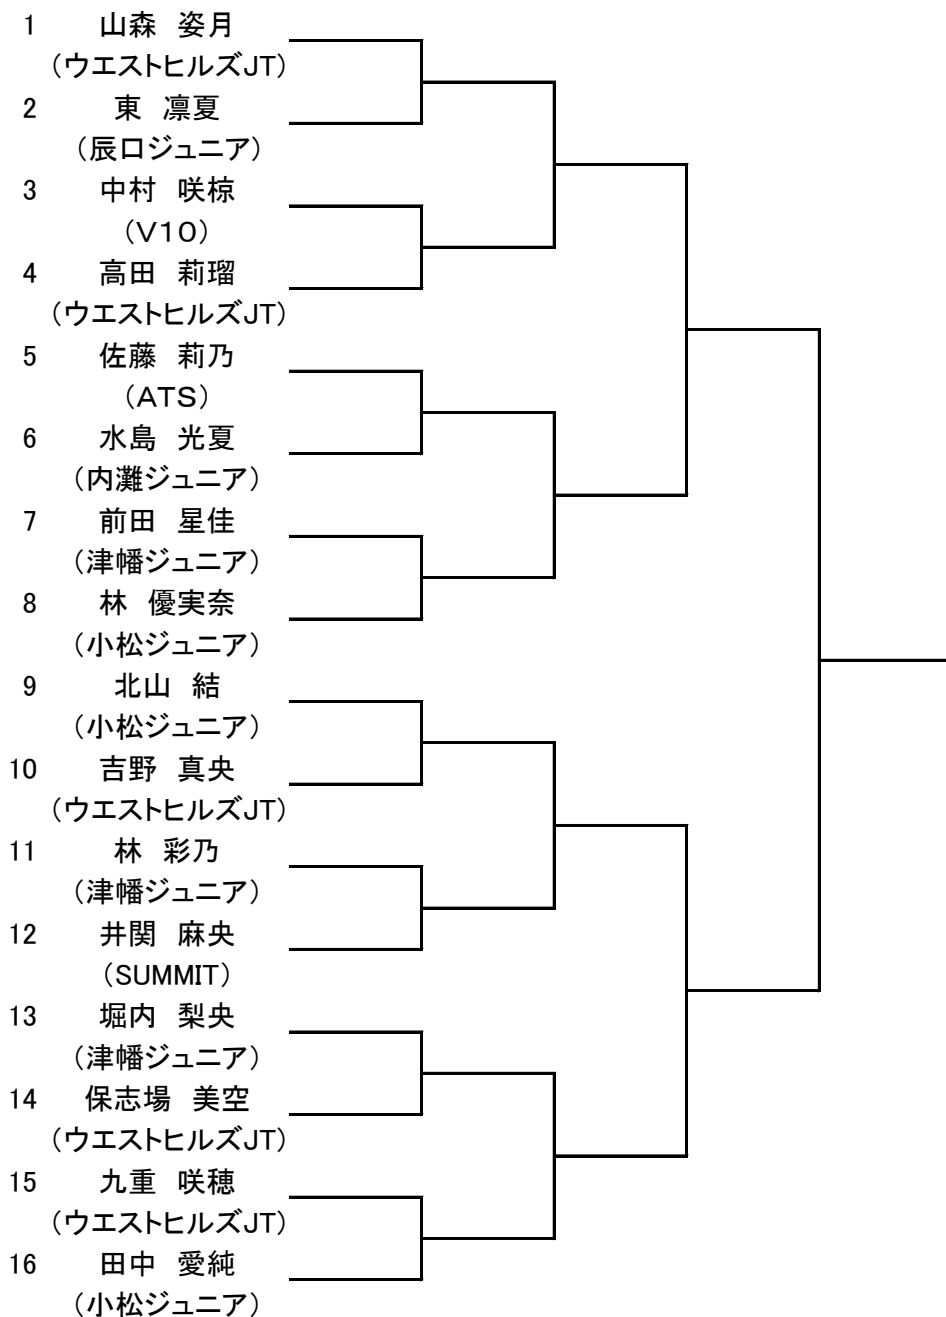 1 山森 姿月
（ウエストヒルズJT）
2 東 凛夏
（辰口ジュニア）
3 中村 咲椋
（V10）
4 高田 莉瑠
（ウエストヒルズJT）
5 佐藤 莉乃
（ATS）
6 水島 光夏
（内灘ジュニア）
7 前田 星佳
（津幡ジュニア）
8 林 優実奈
（小松ジュニア）
9 北山 結
（小松ジュニア）
10 吉野 真央
（ウエストヒルズJT）
11 林 彩乃
（津幡ジュニア）
12 井関 麻央
（SUMMIT）
13 堀内 梨央
（津幡ジュニア）
14 保志場 美空
（ウエストヒルズJT）
15 九重 咲穂
（ウエストヒルズJT）
16 田中 愛純
（小松ジュニア）